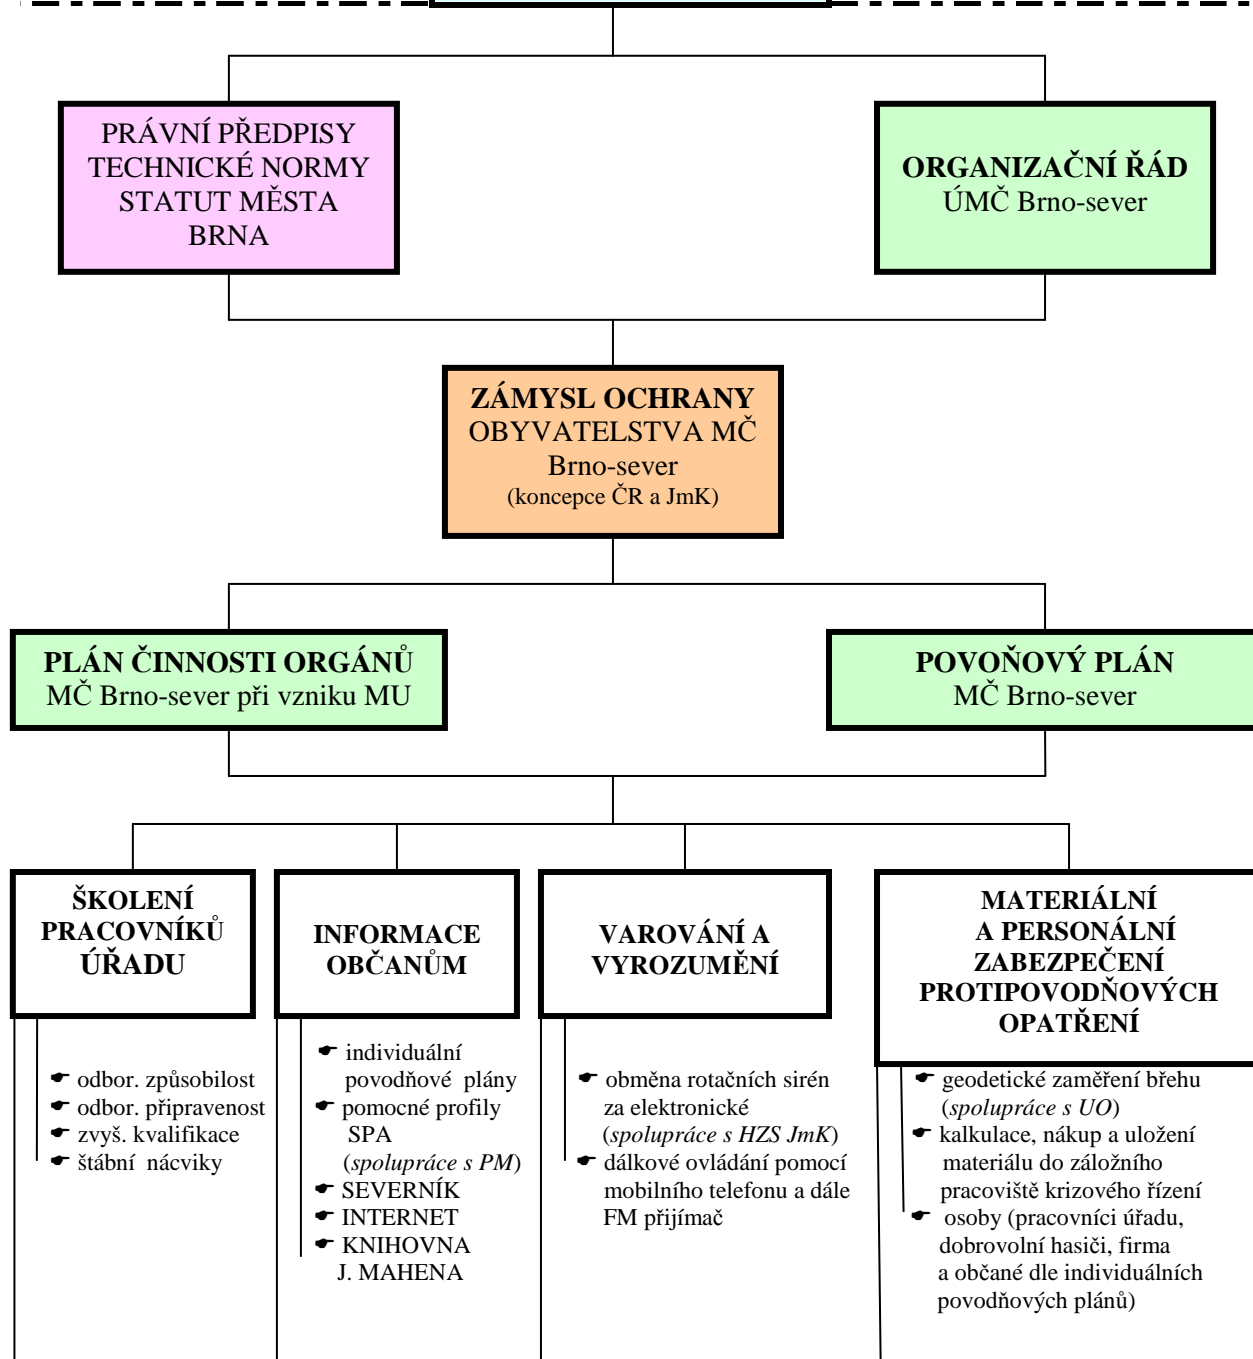 PRÁVNÍ PŘEDPISY
TECHNICKÉ NORMY
STATUT MĚSTA
BRNA
ORGANIZAČNÍ ŘÁD
ÚMČ Brno-sever
ZÁMYSL OCHRANY
OBYVATELSTVA MČ
Brno-sever
(koncepce ČR a JmK)
PLÁN ČINNOSTI ORGÁNŮ
MČ Brno-sever při vzniku MU
POVOŇOVÝ PLÁN
MČ Brno-sever
ŠKOLENÍ
PRACOVNÍKŮ
ÚŘADU
☛ odbor. způsobilost
☛ odbor. připravenost
☛ zvyš. kvalifikace
☛ štábní nácviky
INFORMACE
OBČANŮM
☛ individuální
povodňové plány
☛ pomocné profily
SPA
(spolupráce s PM)
☛ SEVERNÍK
☛ INTERNET
☛ KNIHOVNA
J. MAHENA
VAROVÁNÍ A
VYROZUMĚNÍ
☛ obměna rotačních sirén
za elektronické
(spolupráce s HZS JmK)
☛ dálkové ovládání pomocí
mobilního telefonu a dále
FM přijímač
MATERIÁLNÍ
A PERSONÁLNÍ
ZABEZPEČENÍ
PROTIPOVODŇOVÝCH
OPATŘENÍ
☛ geodetické zaměření břehu
(spolupráce s UO)
☛ kalkulace, nákup a uložení
materiálu do záložního
pracoviště krizového řízení
☛ osoby (pracovníci úřadu,
dobrovolní hasiči, firma
a občané dle individuálních
povodňových plánů)